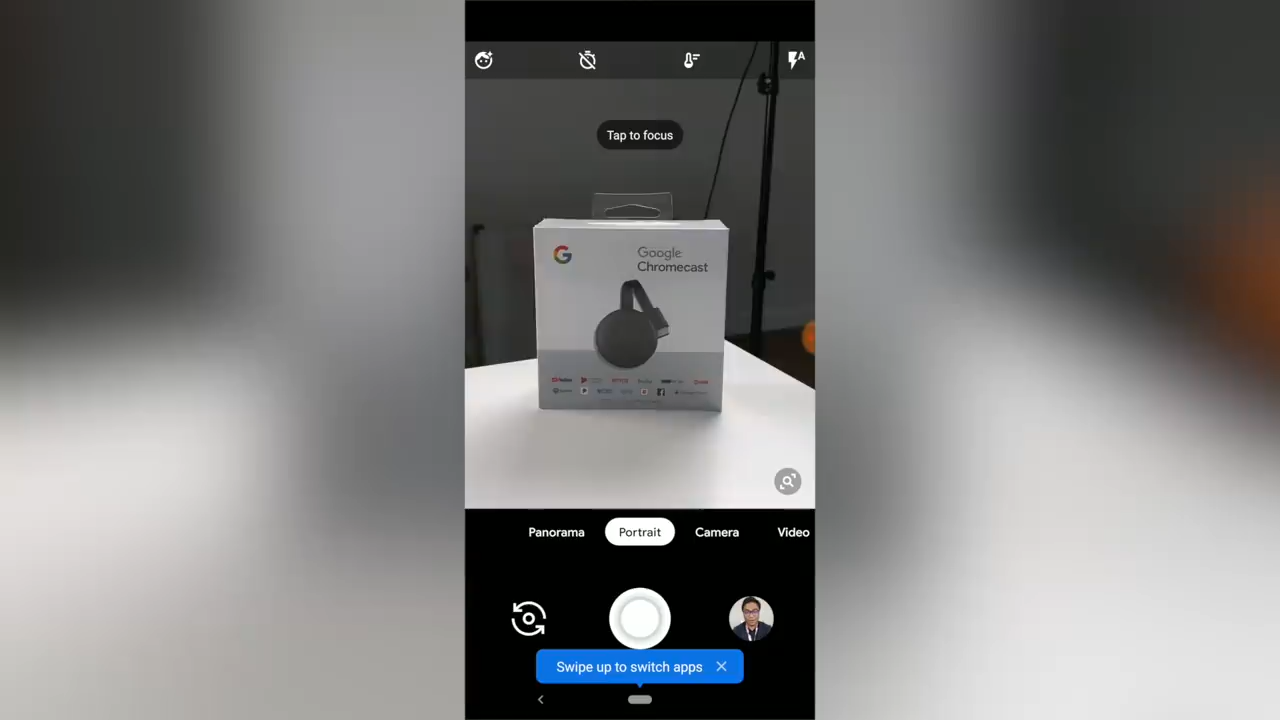 A
Tap to focus
G
Google
Chromecast
Panorama
Portrait
Camera
Video
Swipe up to switch apps